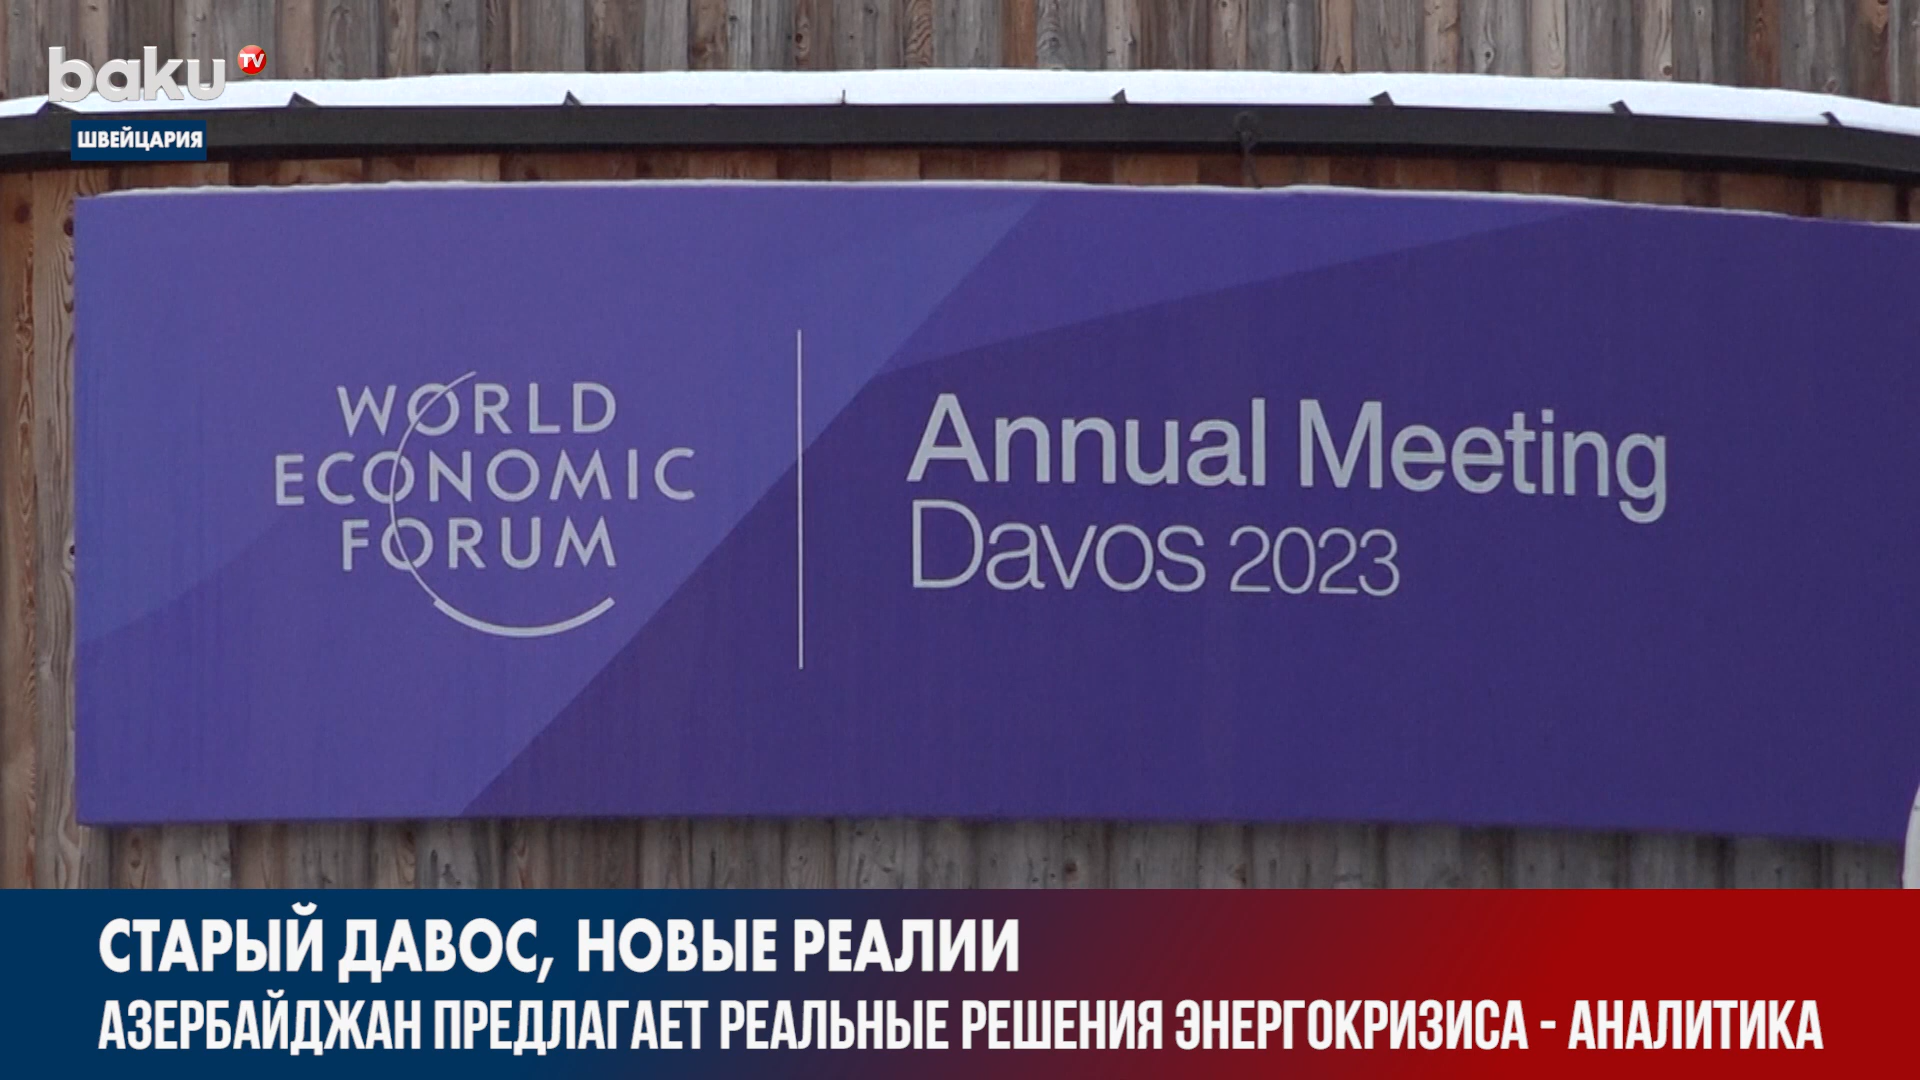 baku TV
ШВЕЙЦАРИЯ
WORLD
ECONOMIC
FORUM
Annual Meeting
Davos 2023
СТАРЫЙ ДАВОС, НОВЫЕ РЕАЛИИ
АЗЕРБАЙДЖАН ПРЕДЛАГАЕТ РЕАЛЬНЫЕ РЕШЕНИЯ ЭНЕРГОКРИЗИСА - АНАЛИТИКА